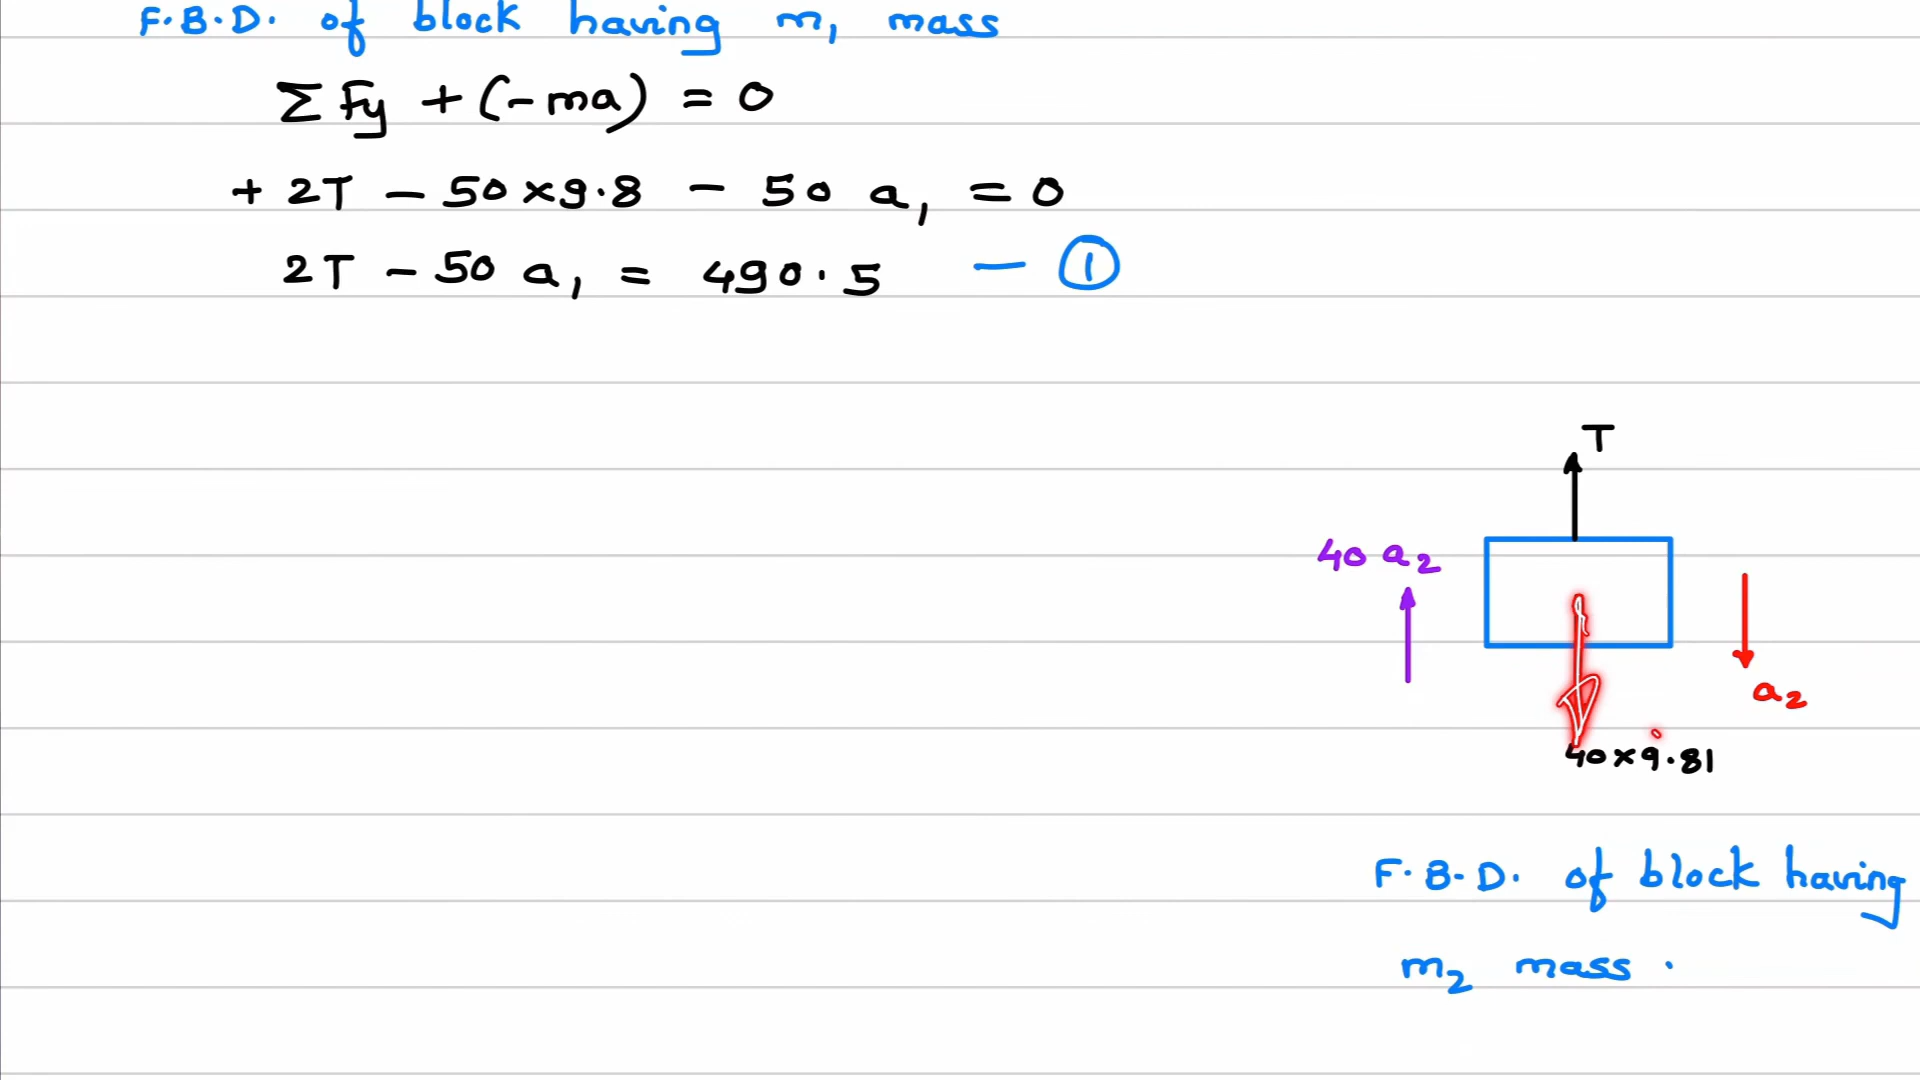 F.B.D. of block having m₁ mass
Σ Fy + (-ma) = 0
+ 2T - 50×9.8 - 50 a₁ = 0
2T - 50 a₁ = 490.5 — ①
T
40 a₂
a₂
40×9.81
F.B.D. of block having
m₂ mass.